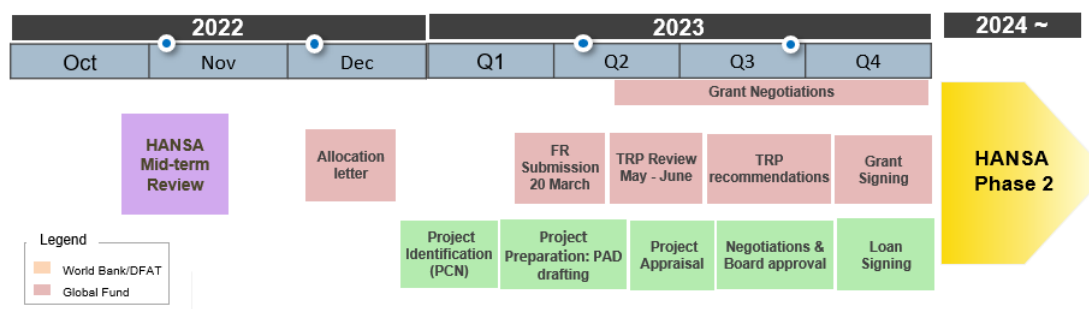 2022
2023
2024 ~
Oct
Nov
Dec
Q1
Q2
Q3
Q4
Grant Negotiations
HANSA
Mid-term
Review
Allocation
letter
FR
Submission
20 March
TRP Review
May - June
TRP
recommendations
Grant
Signing
HANSA
Phase 2
Project
Identification
(PCN)
Project
Preparation: PAD
drafting
Project
Appraisal
Negotiations &
Board approval
Loan
Signing
Legend
World Bank/DFAT
Global Fund